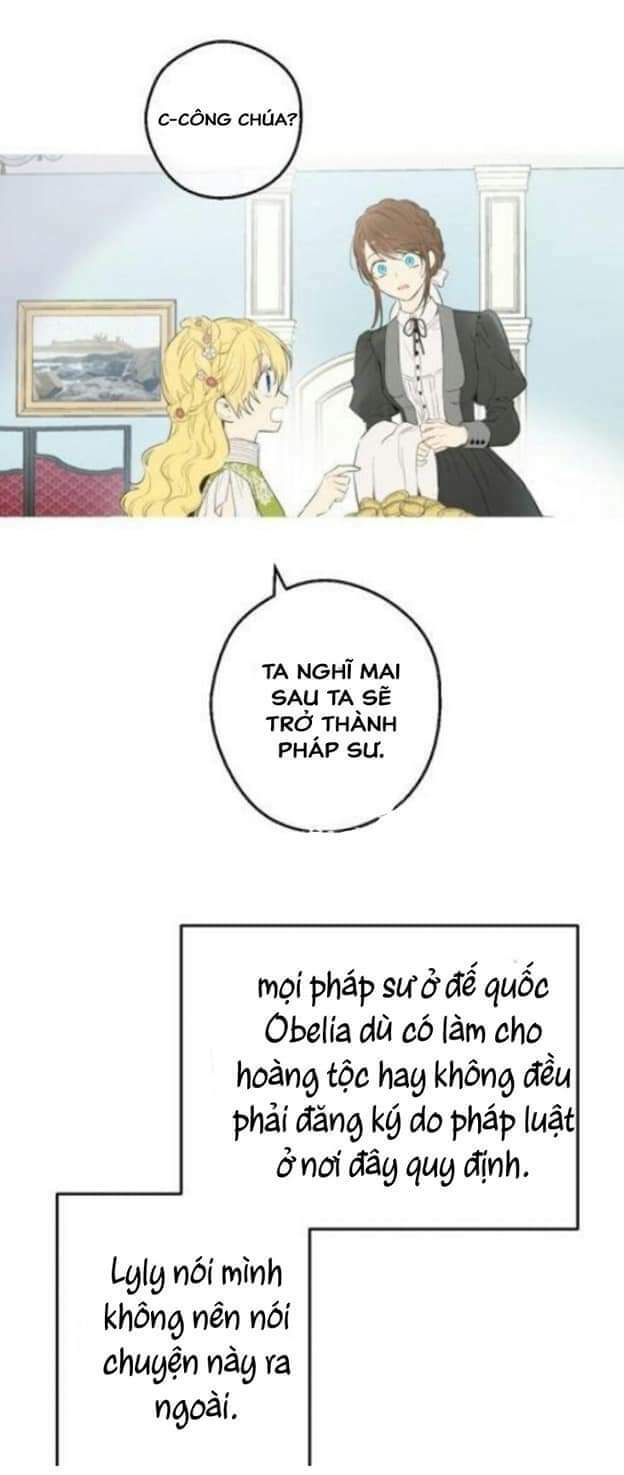 C-CÔNG CHÚA?
TA NGHĨ MAI
SAU TA SẼ
TRỞ THÀNH
PHÁP SƯ.
mọi pháp sư ở đế quốc
Obelia dù có làm cho
hoàng tộc hay không đều
phải đăng ký do pháp luật
ở nơi đây quy định.
Lyly nói mình
không nên nói
chuyện này ra
ngoài.